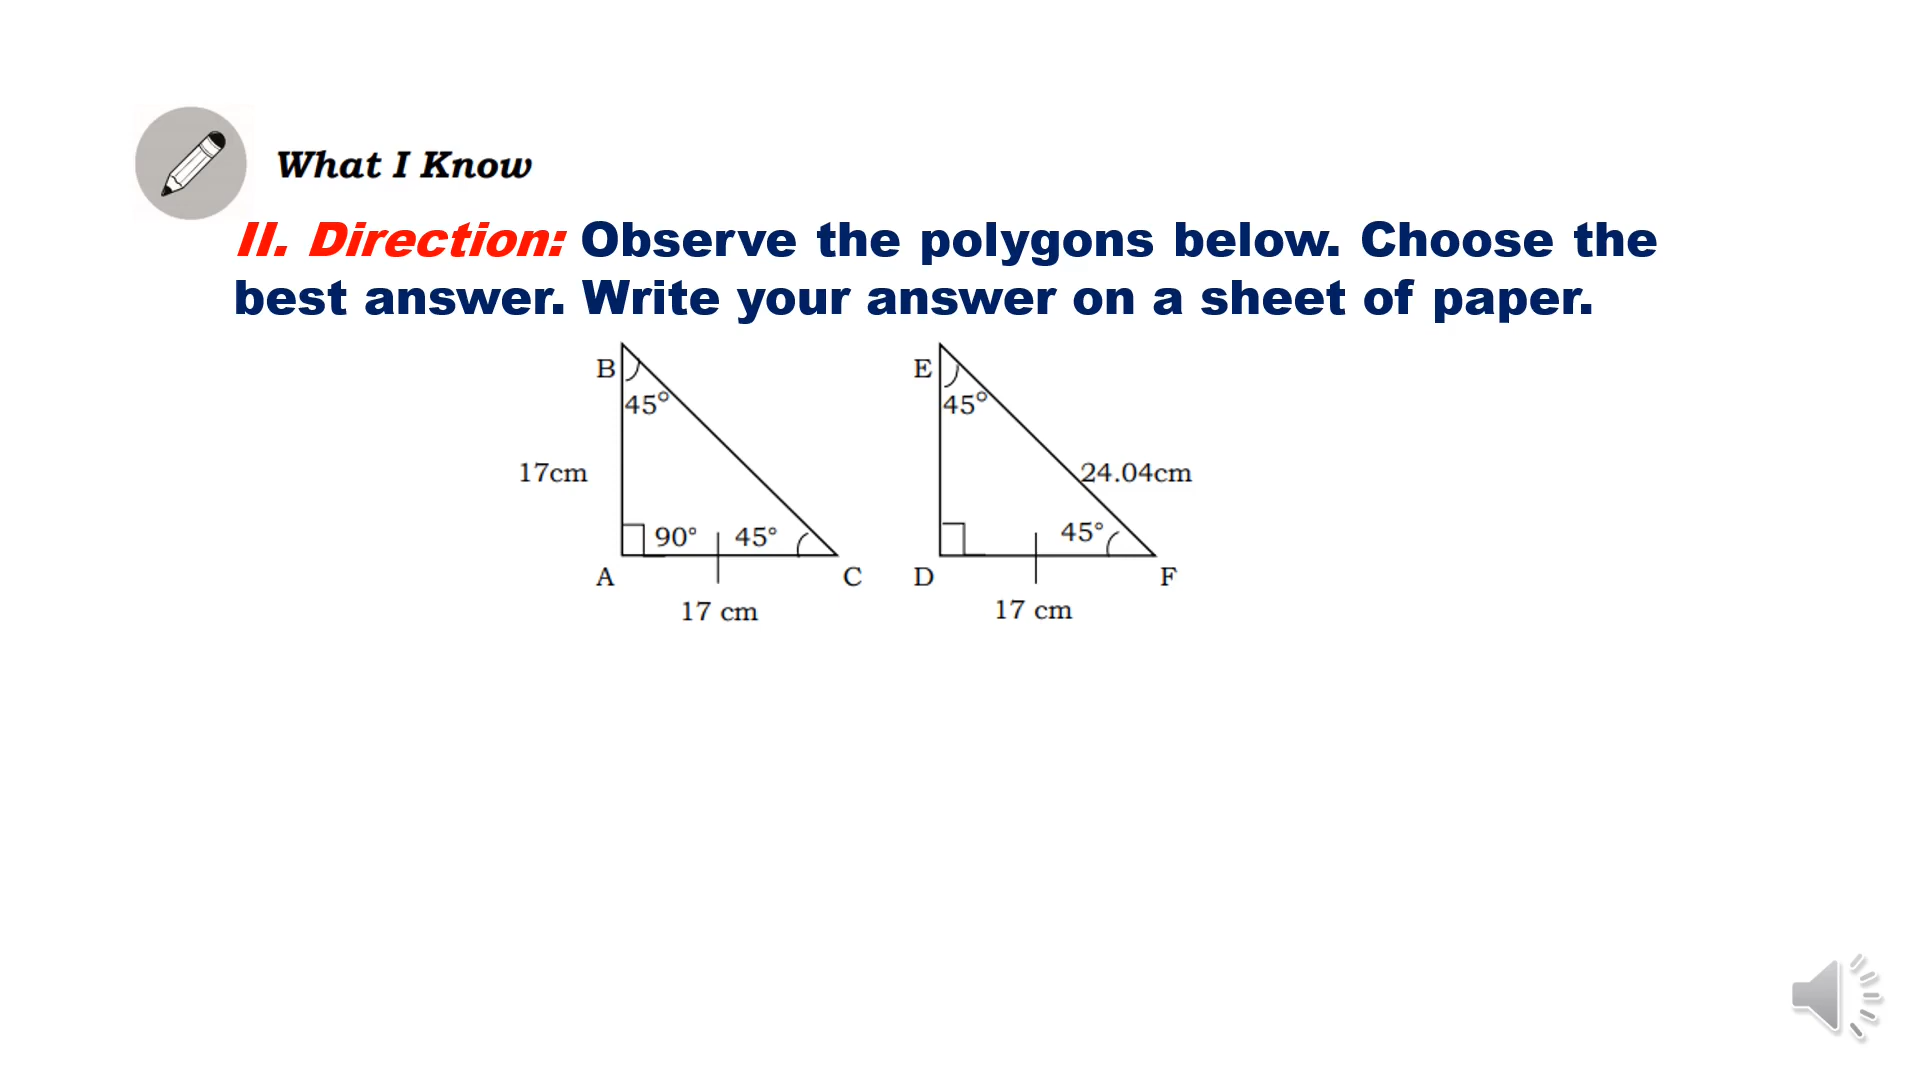 What I Know
II. Direction: Observe the polygons below. Choose the
best answer. Write your answer on a sheet of paper.
B E
45° 45°
17cm 24.04cm
90° 45° 45°
A C D F
17 cm 17 cm